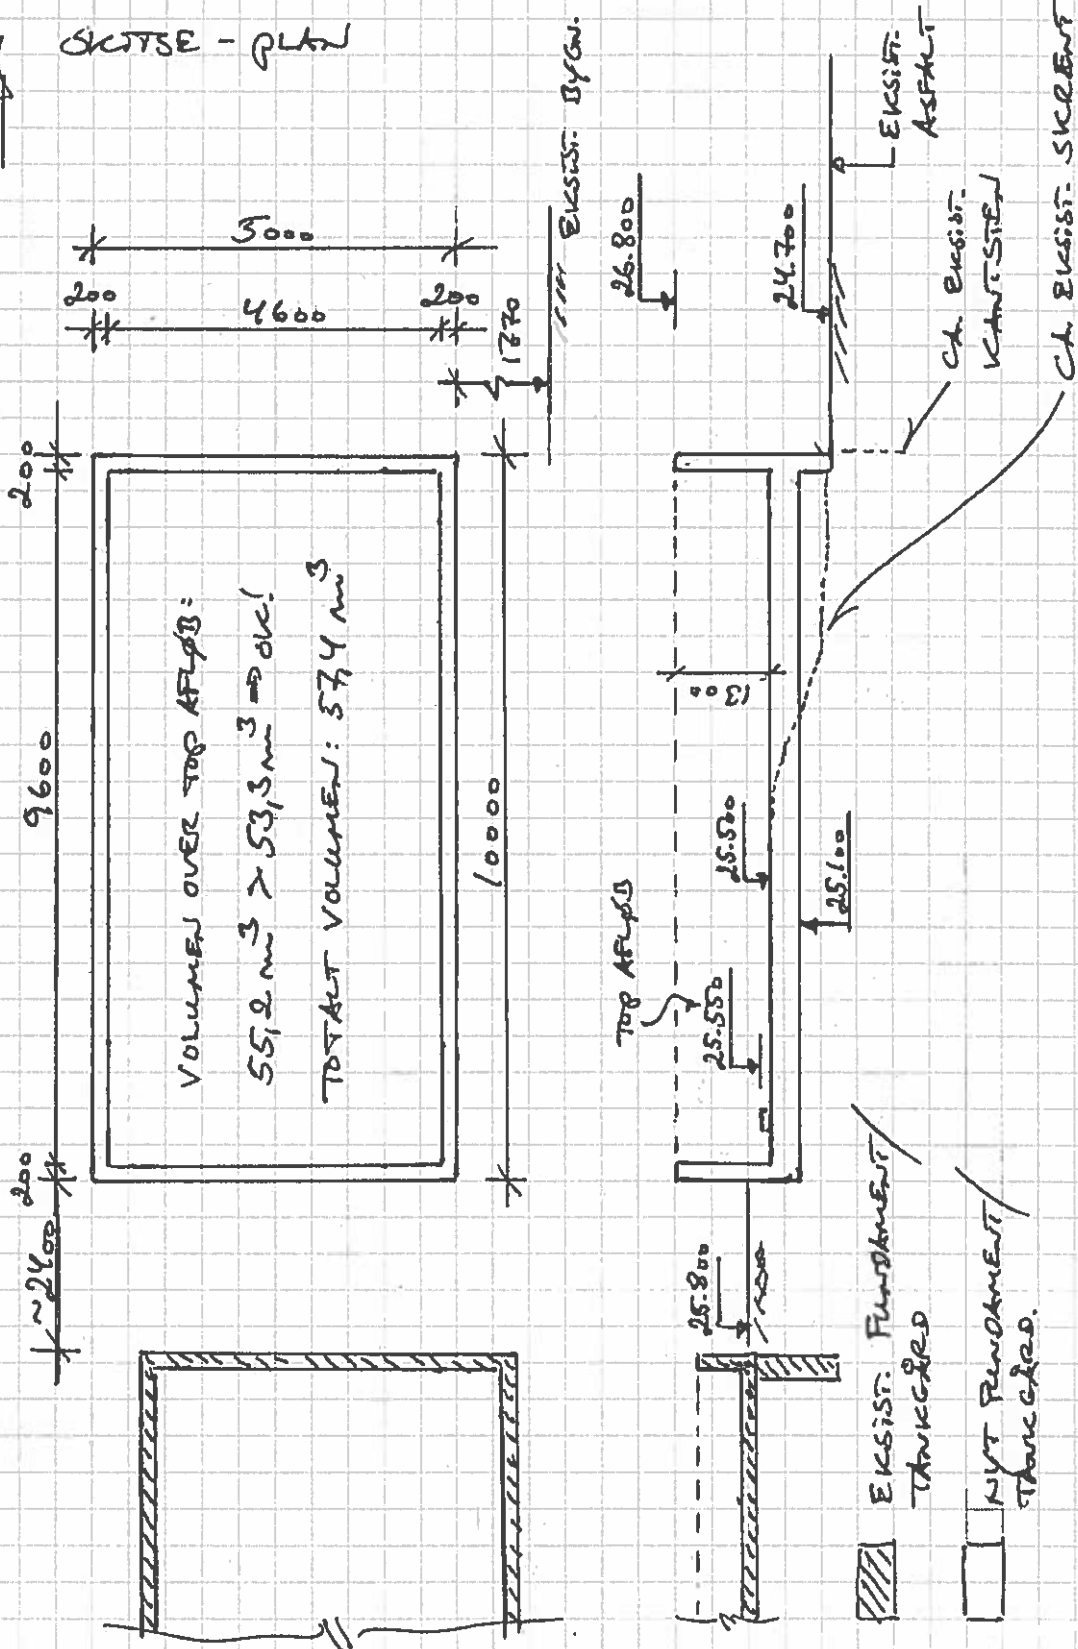 SKITSE - PLAN
5000
200
4600
200
1870
EKSIST. BYGN.
200
9600
200
~2400
VOLUMEN OVER TOP AFLØB:
55,2 m³ > 53,3 m³ ⇒ OK!
TOTALT VOLUMEN: 57,4 m³
10000
26.800
24.700
EKSIST.
ASFALT
CA. EKSIST.
KANTSTEN
CA. EKSIST. SKRÆNT
1300
TOP AFLØB
25.550
25.500
25.100
25.800
EKSIST. FUNDAMENT
TANKGÅRD
NYT FUNDAMENT
TANKGÅRD.